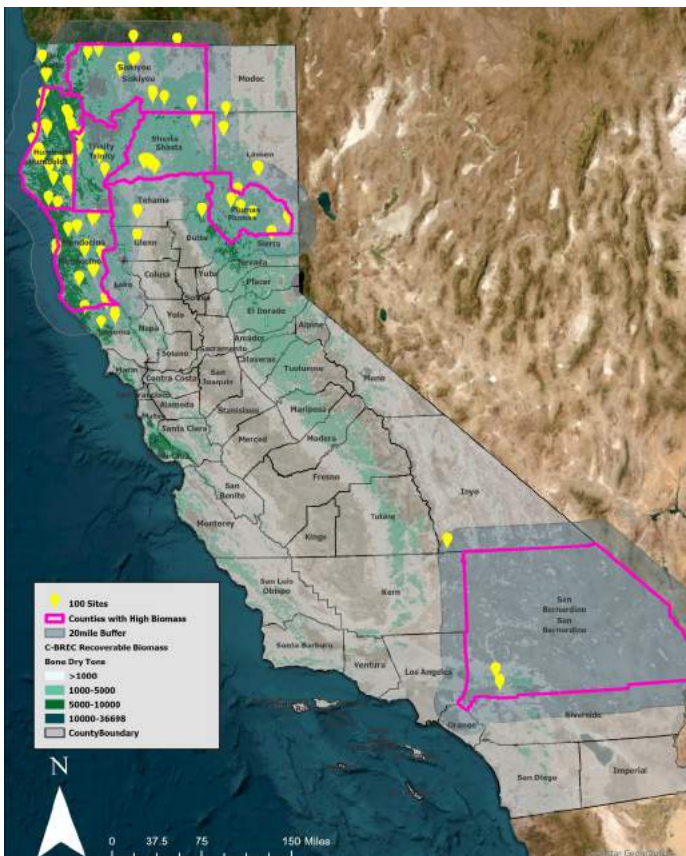 Siskiyou
Siskiyou
Modoc
Humboldt
Humboldt
Trinity
Trinity
Shasta
Shasta
Lassen
Tehama
Plumas
Plumas
Mendocino
Mendocino
Glenn
Butte
Sierra
Nevada
Lake
Colusa
Yuba
Placer
Yolo
El Dorado
Sonoma
Napa
Sacramento
Amador
Alpine
Solano
Calaveras
Marin
Contra Costa
San
Joaquin
Tuolumne
Mono
Alameda
Stanislaus
Mariposa
Santa Clara
Merced
Madera
San
Benito
Fresno
Inyo
Monterey
Kings
Tulare
San Luis
Obispo
Kern
San
Bernardino
San
Bernardino
Santa Barbara
Ventura
Los Angeles
Orange
Riverside
San Diego
Imperial
100 Sites
Counties with High Biomass
20mile Buffer
C-BREC Recoverable Biomass
Bone Dry Tons
>1000
1000-5000
5000-10000
10000-36698
CountyBoundary
N
0 37.5 75 150 Miles